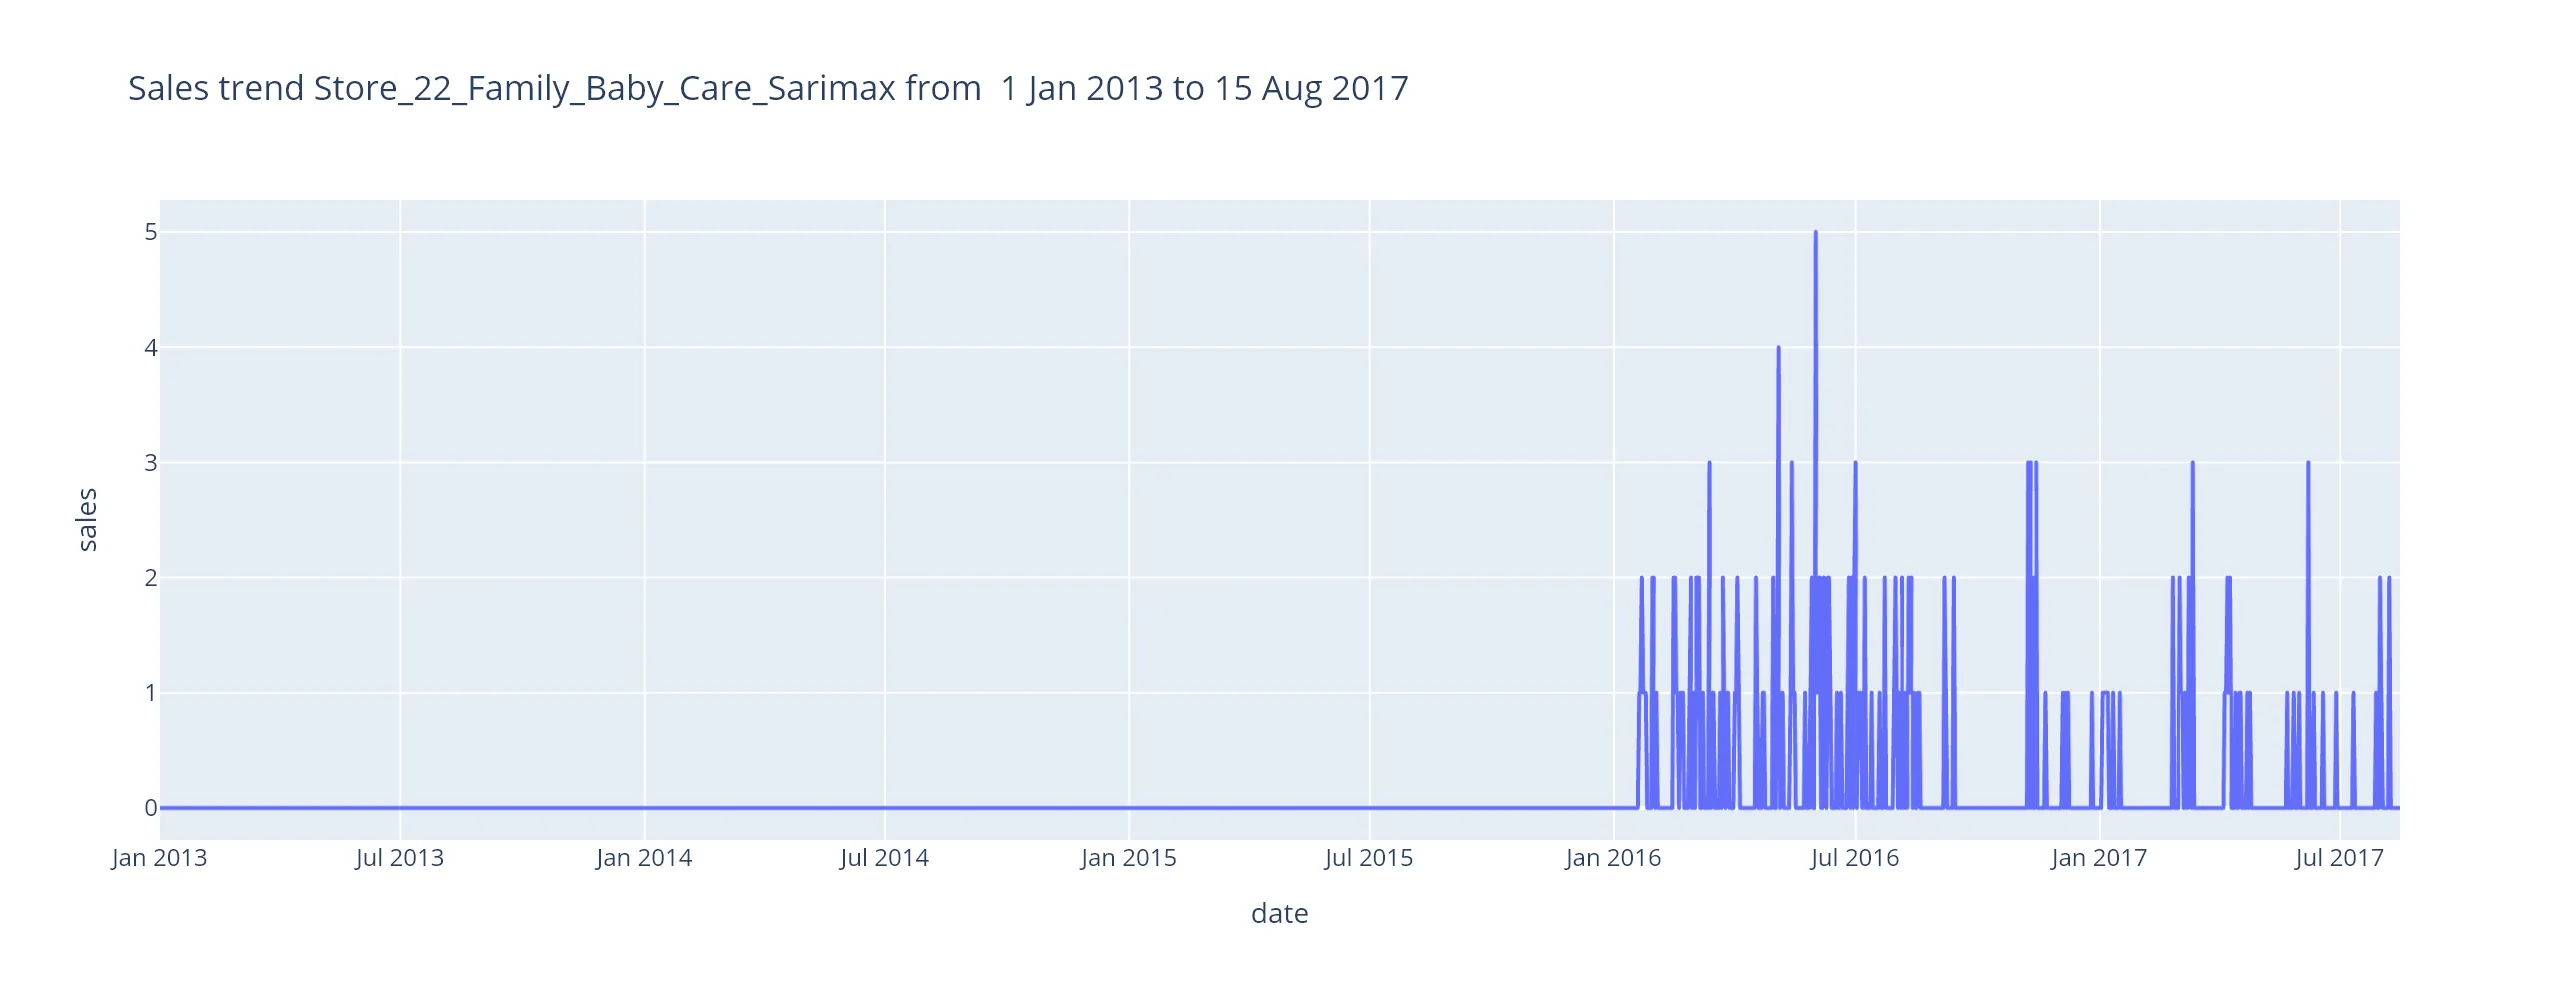 Sales trend Store_22_Family_Baby_Care_Sarimax from  1 Jan 2013 to 15 Aug 2017
5
4
3
2
1
0
sales
Jan 2013 Jul 2013 Jan 2014 Jul 2014 Jan 2015 Jul 2015 Jan 2016 Jul 2016 Jan 2017 Jul 2017
date